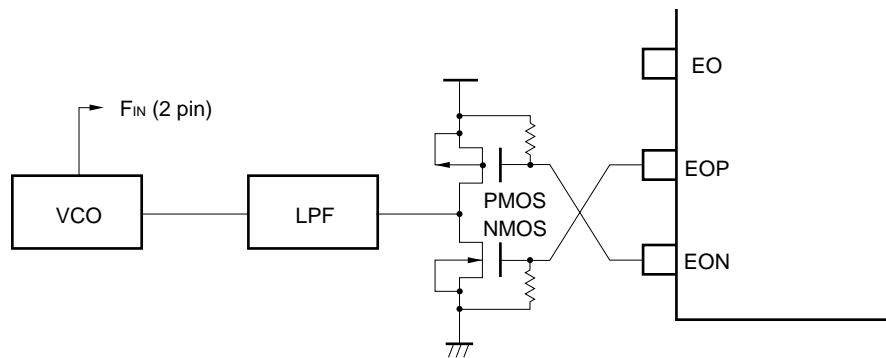 EO
FIN (2 pin)
EOP
PMOS
VCO
LPF
NMOS
EON